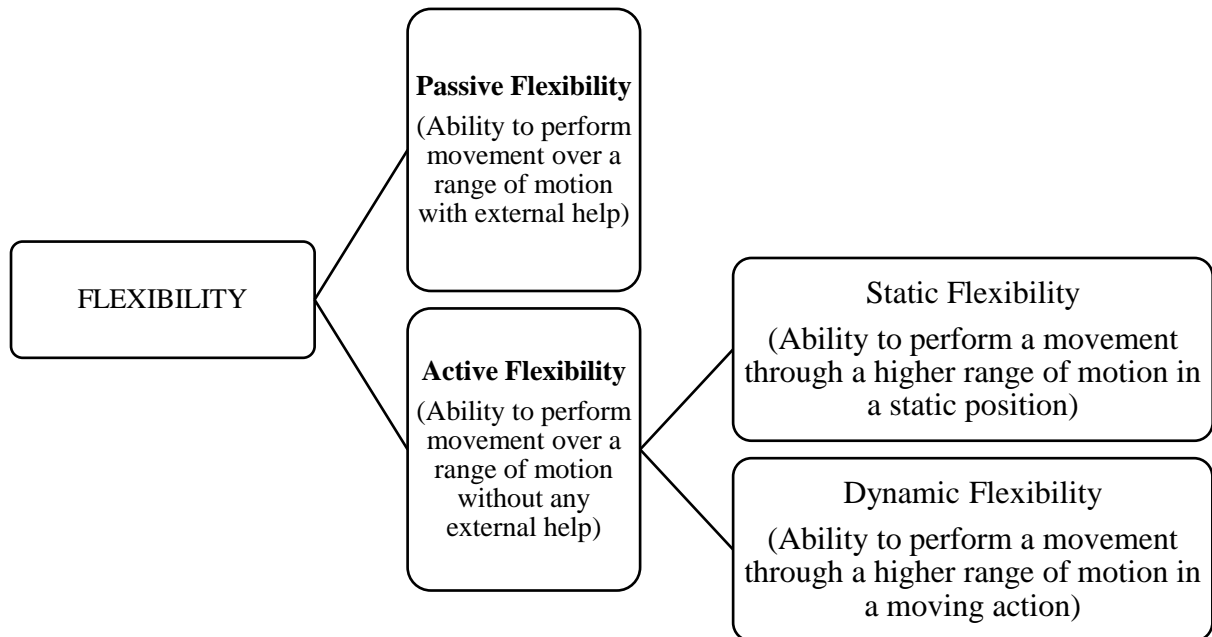 FLEXIBILITY
Passive Flexibility
(Ability to perform
movement over a
range of motion
with external help)
Active Flexibility
(Ability to perform
movement over a
range of motion
without any
external help)
Static Flexibility
(Ability to perform a movement
through a higher range of motion in
a static position)
Dynamic Flexibility
(Ability to perform a movement
through a higher range of motion in
a moving action)